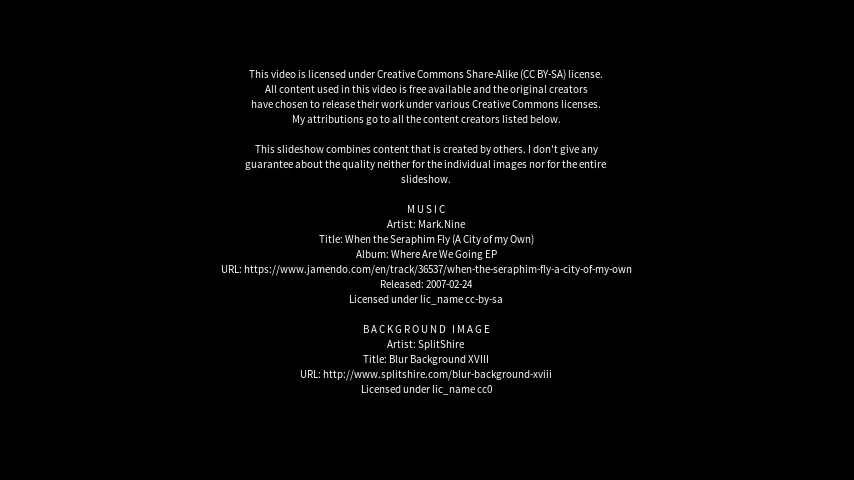 This video is licensed under Creative Commons Share-Alike (CC BY-SA) license.
All content used in this video is free available and the original creators
have chosen to release their work under various Creative Commons licenses.
My attributions go to all the content creators listed below.
This slideshow combines content that is created by others. I don't give any
guarantee about the quality neither for the individual images nor for the entire
slideshow.
MUSIC
Artist: Mark.Nine
Title: When the Seraphim Fly (A City of my Own)
Album: Where Are We Going EP
URL: https://www.jamendo.com/en/track/36537/when-the-seraphim-fly-a-city-of-my-own
Released: 2007-02-24
Licensed under lic_name cc-by-sa
BACKGROUND IMAGE
Artist: SplitShire
Title: Blur Background XVIII
URL: http://www.splitshire.com/blur-background-xviii
Licensed under lic_name cc0